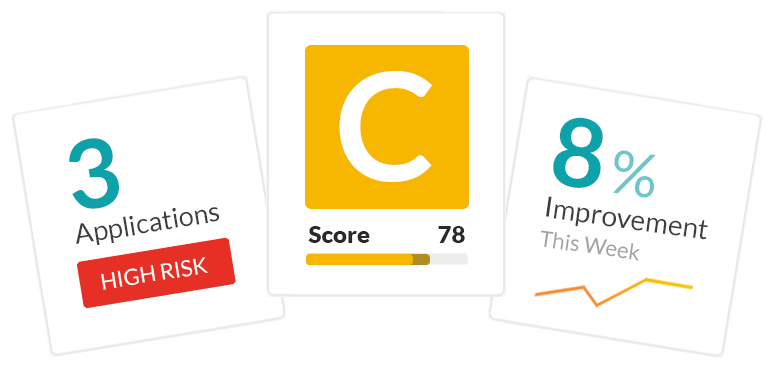 3
Applications
HIGH RISK
C
Score 78
8%
Improvement
This Week